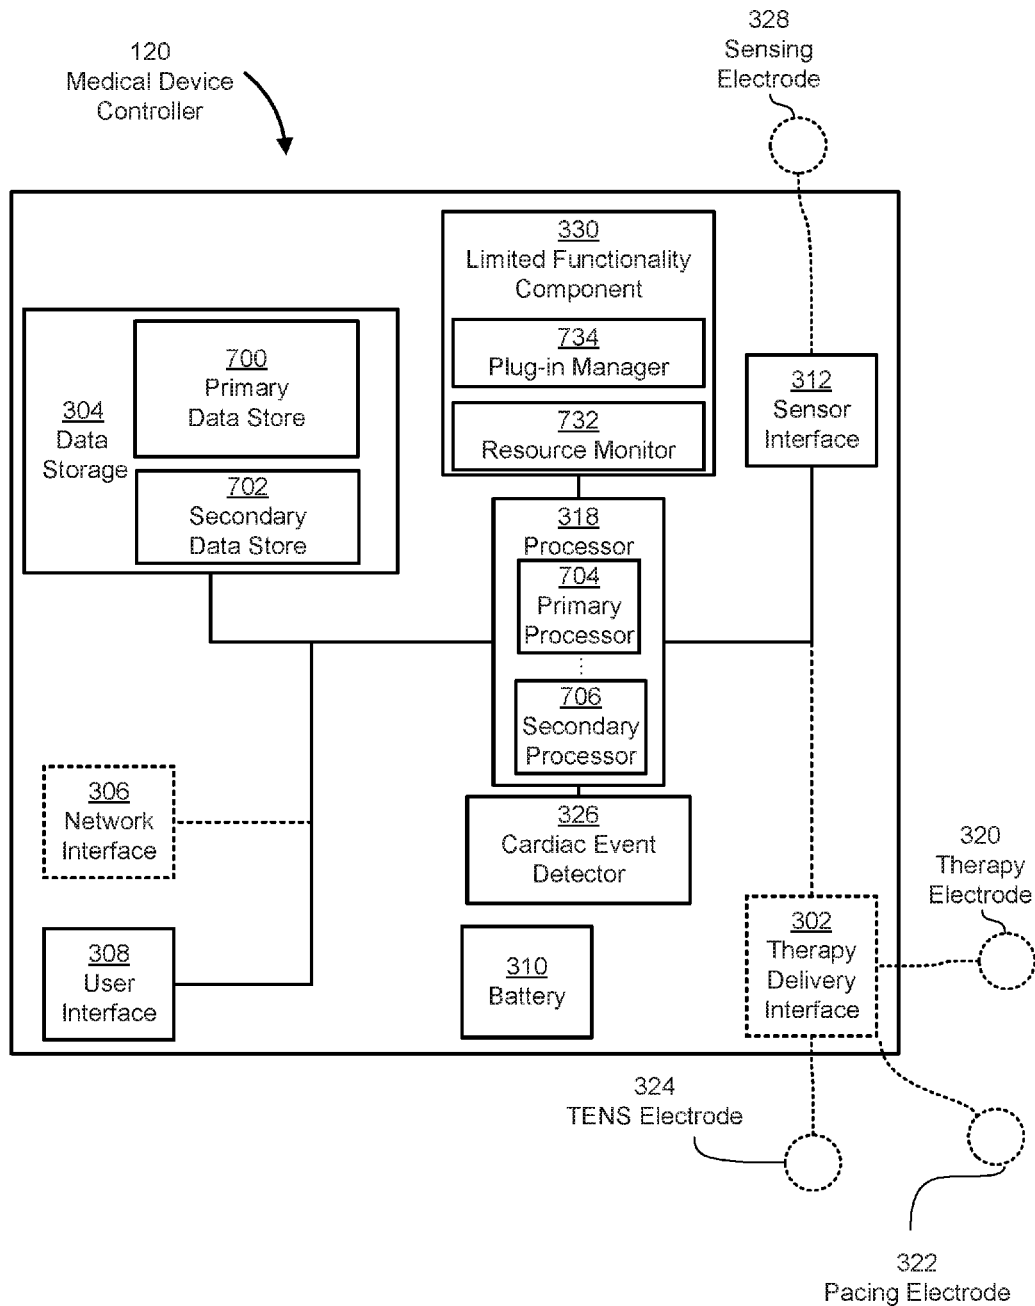 120
Medical Device
Controller
328
Sensing
Electrode
330
Limited Functionality
Component
734
Plug-in Manager
732
Resource Monitor
304
Data
Storage
700
Primary
Data Store
702
Secondary
Data Store
312
Sensor
Interface
318
Processor
704
Primary
Processor
706
Secondary
Processor
306
Network
Interface
326
Cardiac Event
Detector
308
User
Interface
310
Battery
302
Therapy
Delivery
Interface
320
Therapy
Electrode
324
TENS Electrode
322
Pacing Electrode